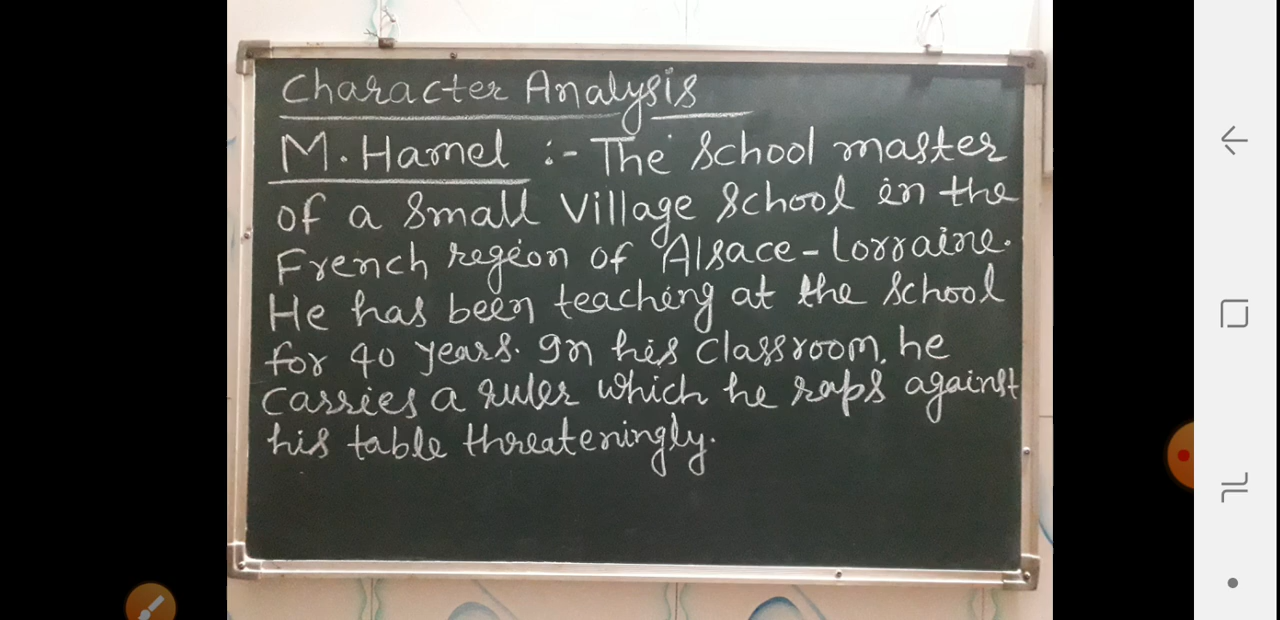 Character Analysis
M. Hamel :- The School master
of a Small Village School in the
French region of Alsace-Lorraine.
He has been teaching at the School
for 40 years. In his classroom, he
carries a ruler which he raps against
his table threateningly.